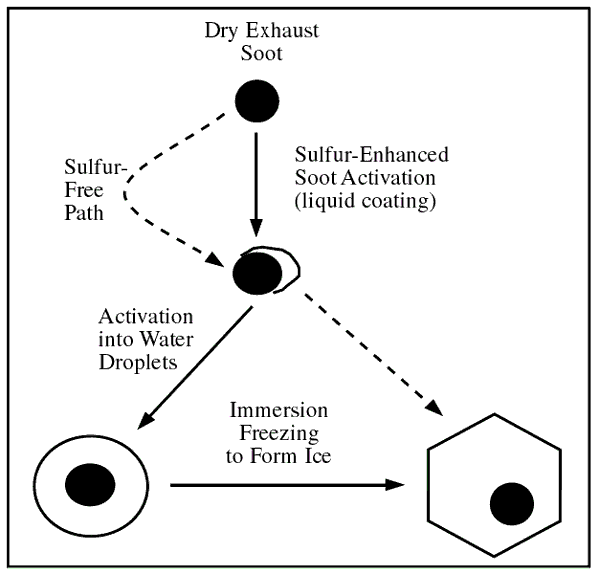 Dry Exhaust
Soot
Sulfur-
Free
Path
Sulfur-Enhanced
Soot Activation
(liquid coating)
Activation
into Water
Droplets
Immersion
Freezing
to Form Ice